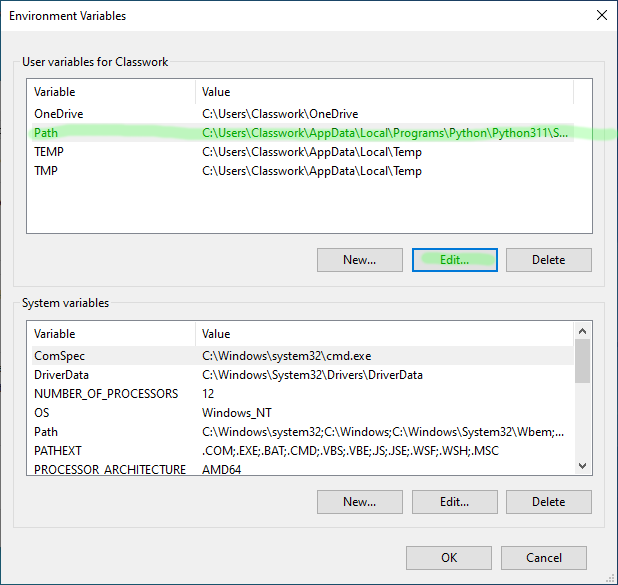 Environment Variables
User variables for Classwork
Variable Value
OneDrive C:\Users\Classwork\OneDrive
Path C:\Users\Classwork\AppData\Local\Programs\Python\Python311\S...
TEMP C:\Users\Classwork\AppData\Local\Temp
TMP C:\Users\Classwork\AppData\Local\Temp
New... Edit... Delete
System variables
Variable Value
ComSpec C:\Windows\system32\cmd.exe
DriverData C:\Windows\System32\Drivers\DriverData
NUMBER_OF_PROCESSORS 12
OS Windows_NT
Path C:\Windows\system32;C:\Windows;C:\Windows\System32\Wbem;...
PATHEXT .COM;.EXE;.BAT;.CMD;.VBS;.VBE;.JS;.JSE;.WSF;.WSH;.MSC
PROCESSOR_ARCHITECTURE AMD64
New... Edit... Delete
OK Cancel